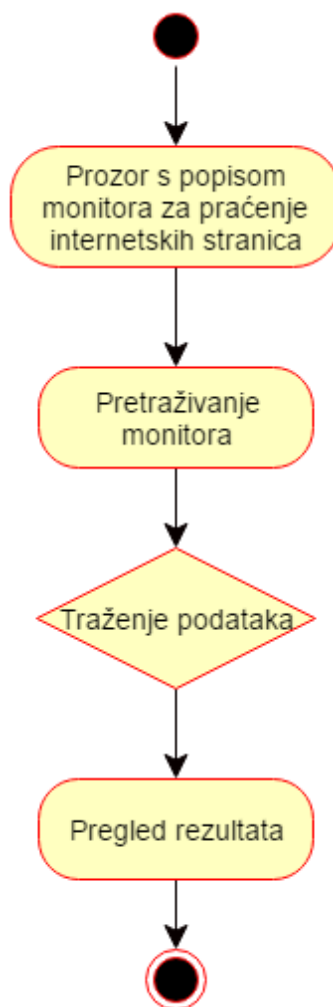 Prozor s popisom
monitora za praćenje
internetskih stranica
Pretraživanje
monitora
Traženje podataka
Pregled rezultata